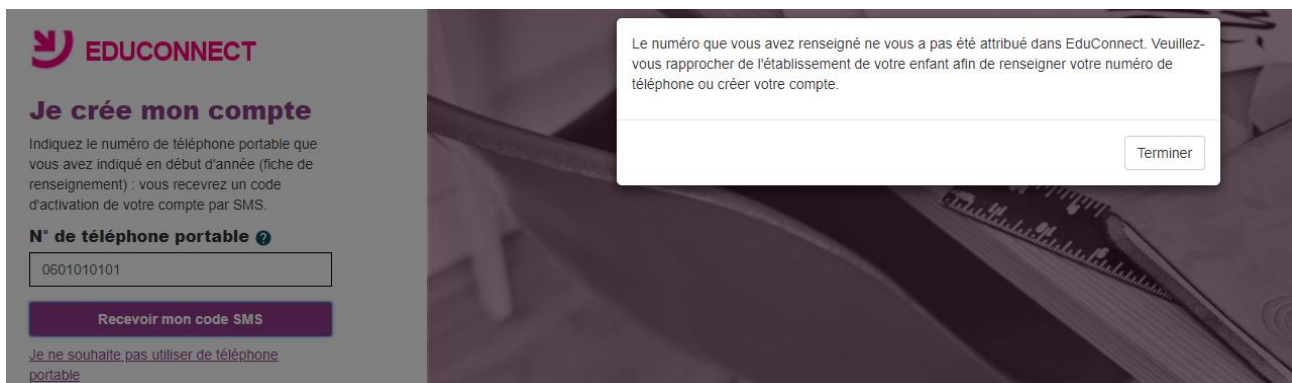 EDUCONNECT
Je crée mon compte
Indiquez le numéro de téléphone portable que
vous avez indiqué en début d'année (fiche de
renseignement) : vous recevrez un code
d'activation de votre compte par SMS.
N° de téléphone portable ?
0601010101
Recevoir mon code SMS
Je ne souhaite pas utiliser de téléphone
portable
Le numéro que vous avez renseigné ne vous a pas été attribué dans EduConnect. Veuillez-
vous rapprocher de l'établissement de votre enfant afin de renseigner votre numéro de
téléphone ou créer votre compte.
Terminer